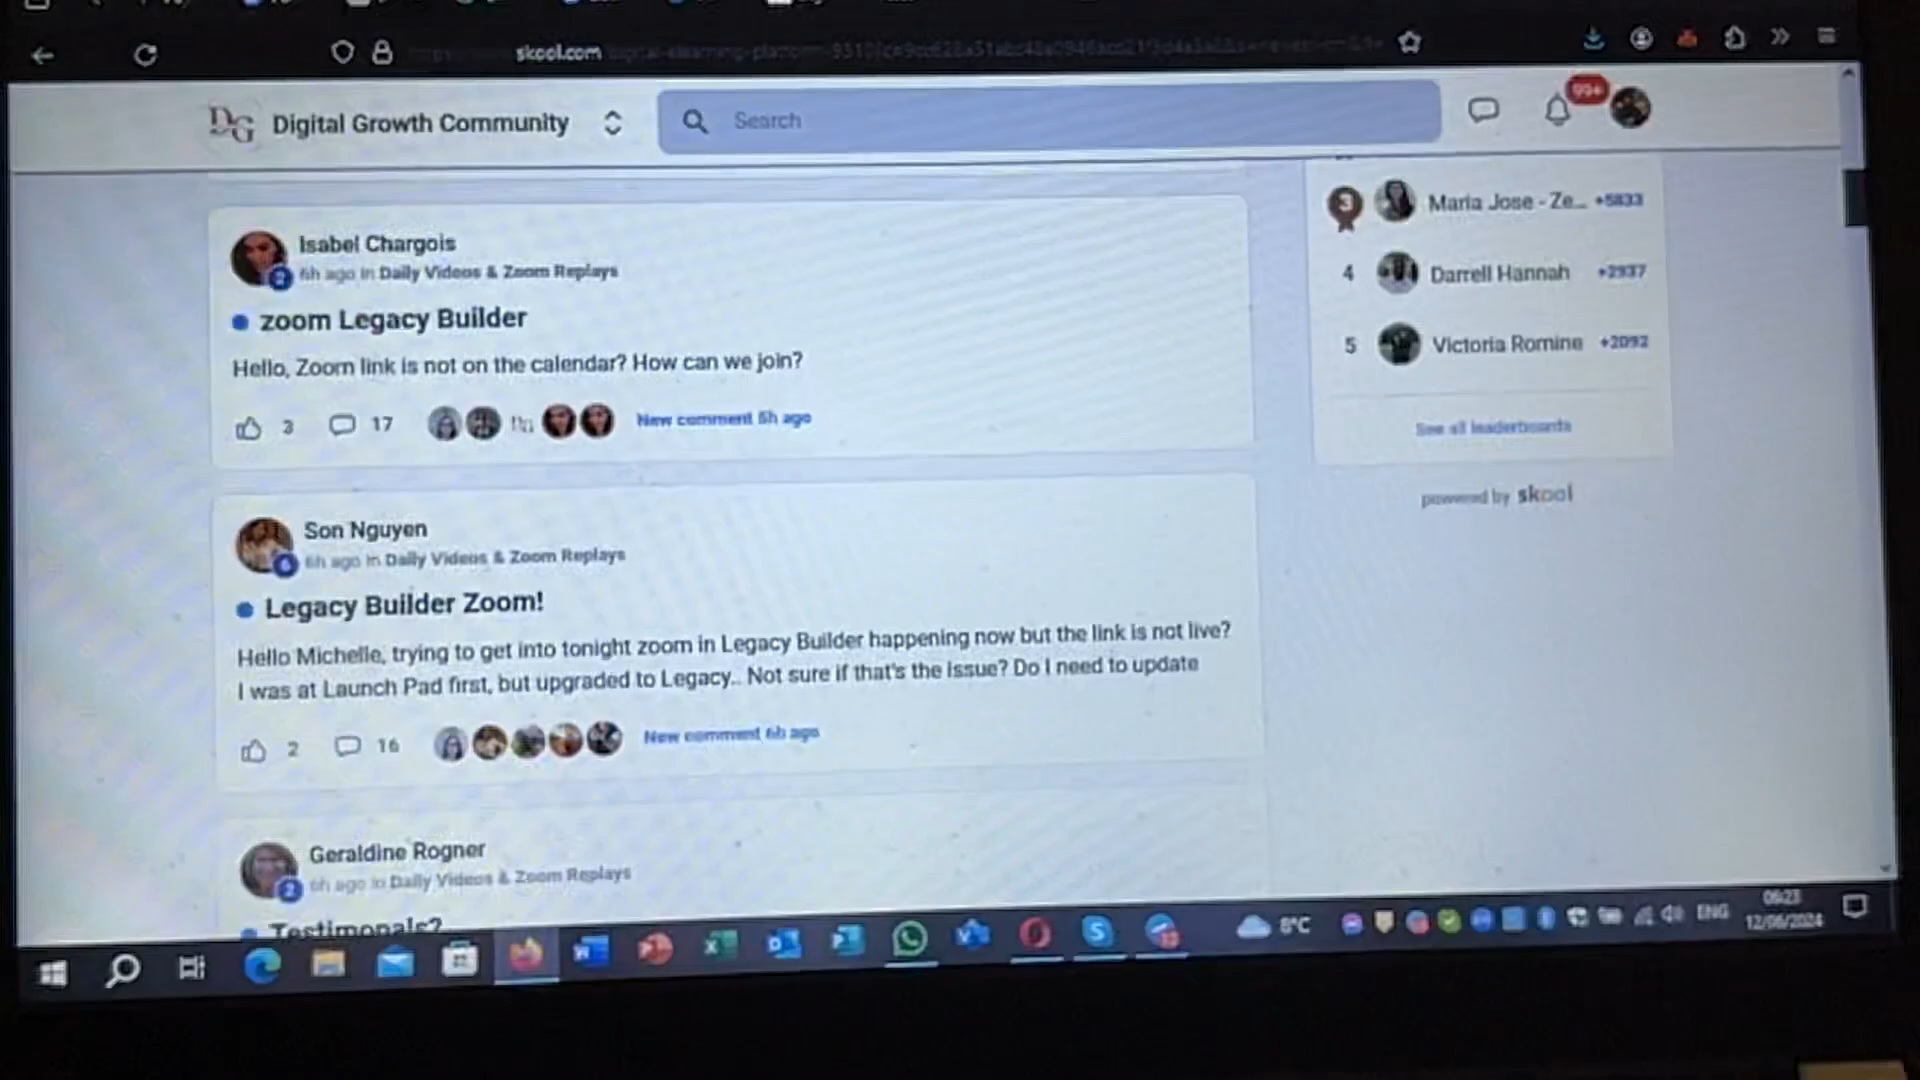 skool.com
DG Digital Growth Community
Search
99+
Isabel Chargois
2 6h ago in Daily Videos & Zoom Replays
zoom Legacy Builder
Hello, Zoom link is not on the calendar? How can we join?
3 17 New comment 5h ago
Son Nguyen
6h ago in Daily Videos & Zoom Replays
Legacy Builder Zoom!
Hello Michelle, trying to get into tonight zoom in Legacy Builder happening now but the link is not live?
I was at Launch Pad first, but upgraded to Legacy.. Not sure if that's the issue? Do I need to update
2 16 New comment 6h ago
Geraldine Rogner
2 6h ago in Daily Videos & Zoom Replays
Testimonals?
3 Maria Jose - Ze... +5833
4 Darrell Hannah +2937
5 Victoria Romine +2092
See all leaderboards
powered by skool
8°C
ENG
06:23
12/06/2024